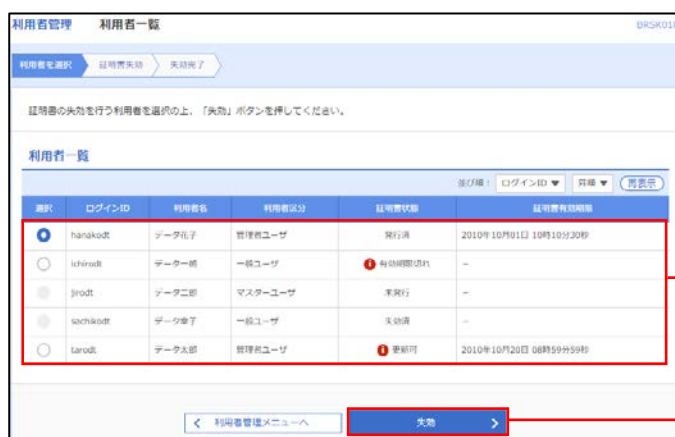 利用者管理 利用者一覧 BRSK010
利用者を選択 証明書失効 失効完了
証明書の失効を行う利用者を選択の上、「失効」ボタンを押してください。
利用者一覧
並び順： ログインID ▼ 昇順 ▼ 再表示
選択 ログインID 利用者名 利用者区分 証明書状態 証明書有効期限
hanakodt データ花子 管理者ユーザ 発行済 2010年10月01日 10時10分30秒
ichirodt データ一郎 一般ユーザ 有効期限切れ －
jirodt データ二郎 マスターユーザ 未発行 －
sachikodt データ幸子 一般ユーザ 失効済 －
tarodt データ太郎 管理者ユーザ 更新可 2010年10月20日 08時59分59秒
利用者管理メニューへ 失効